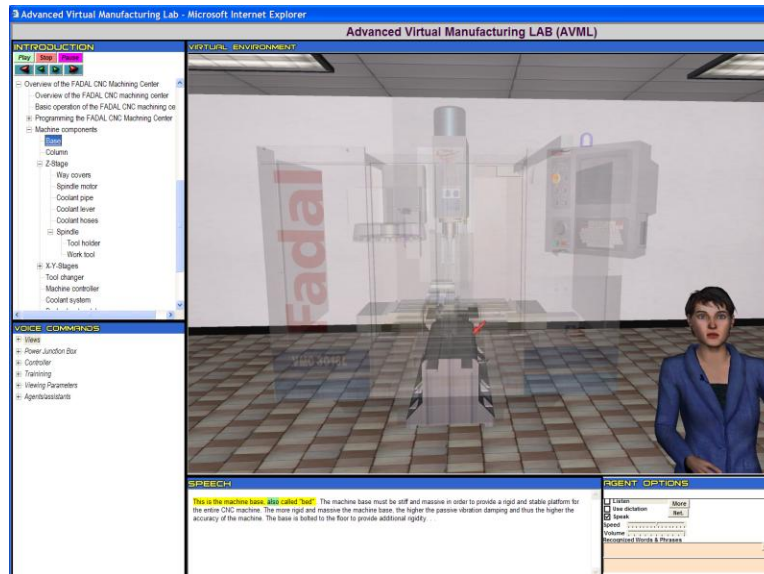 Advanced Virtual Manufacturing Lab - Microsoft Internet Explorer
Advanced Virtual Manufacturing LAB (AVML)
INTRODUCTION
Play Stop Pause
Overview of the FADAL CNC Machining Center
Overview of the FADAL CNC machining center
Basic operation of the FADAL CNC machining ce
Programming the FADAL CNC Machining Center
Machine components
Base
Column
Z-Stage
Way covers
Spindle motor
Coolant pipe
Coolant lever
Coolant hoses
Spindle
Tool holder
Work tool
X-Y-Stages
Tool changer
Machine controller
Coolant system
VOICE COMMANDS
Views
Power Junction Box
Controller
Trainining
Viewing Parameters
Agents/assistants
VIRTUAL ENVIRONMENT
Fadal
SPEECH
This is the machine base, also called "bed". The machine base must be stiff and massive in order to provide a rigid and stable platform for
the entire CNC machine. The more rigid and massive the machine base, the higher the passive vibration damping and thus the higher the
accuracy of the machine. The base is bolted to the floor to provide additional rigidity. . .
AGENT OPTIONS
Listen
More
Use dictation
Ret.
Speak
Speed
Volume
Recognized Words & Phrases